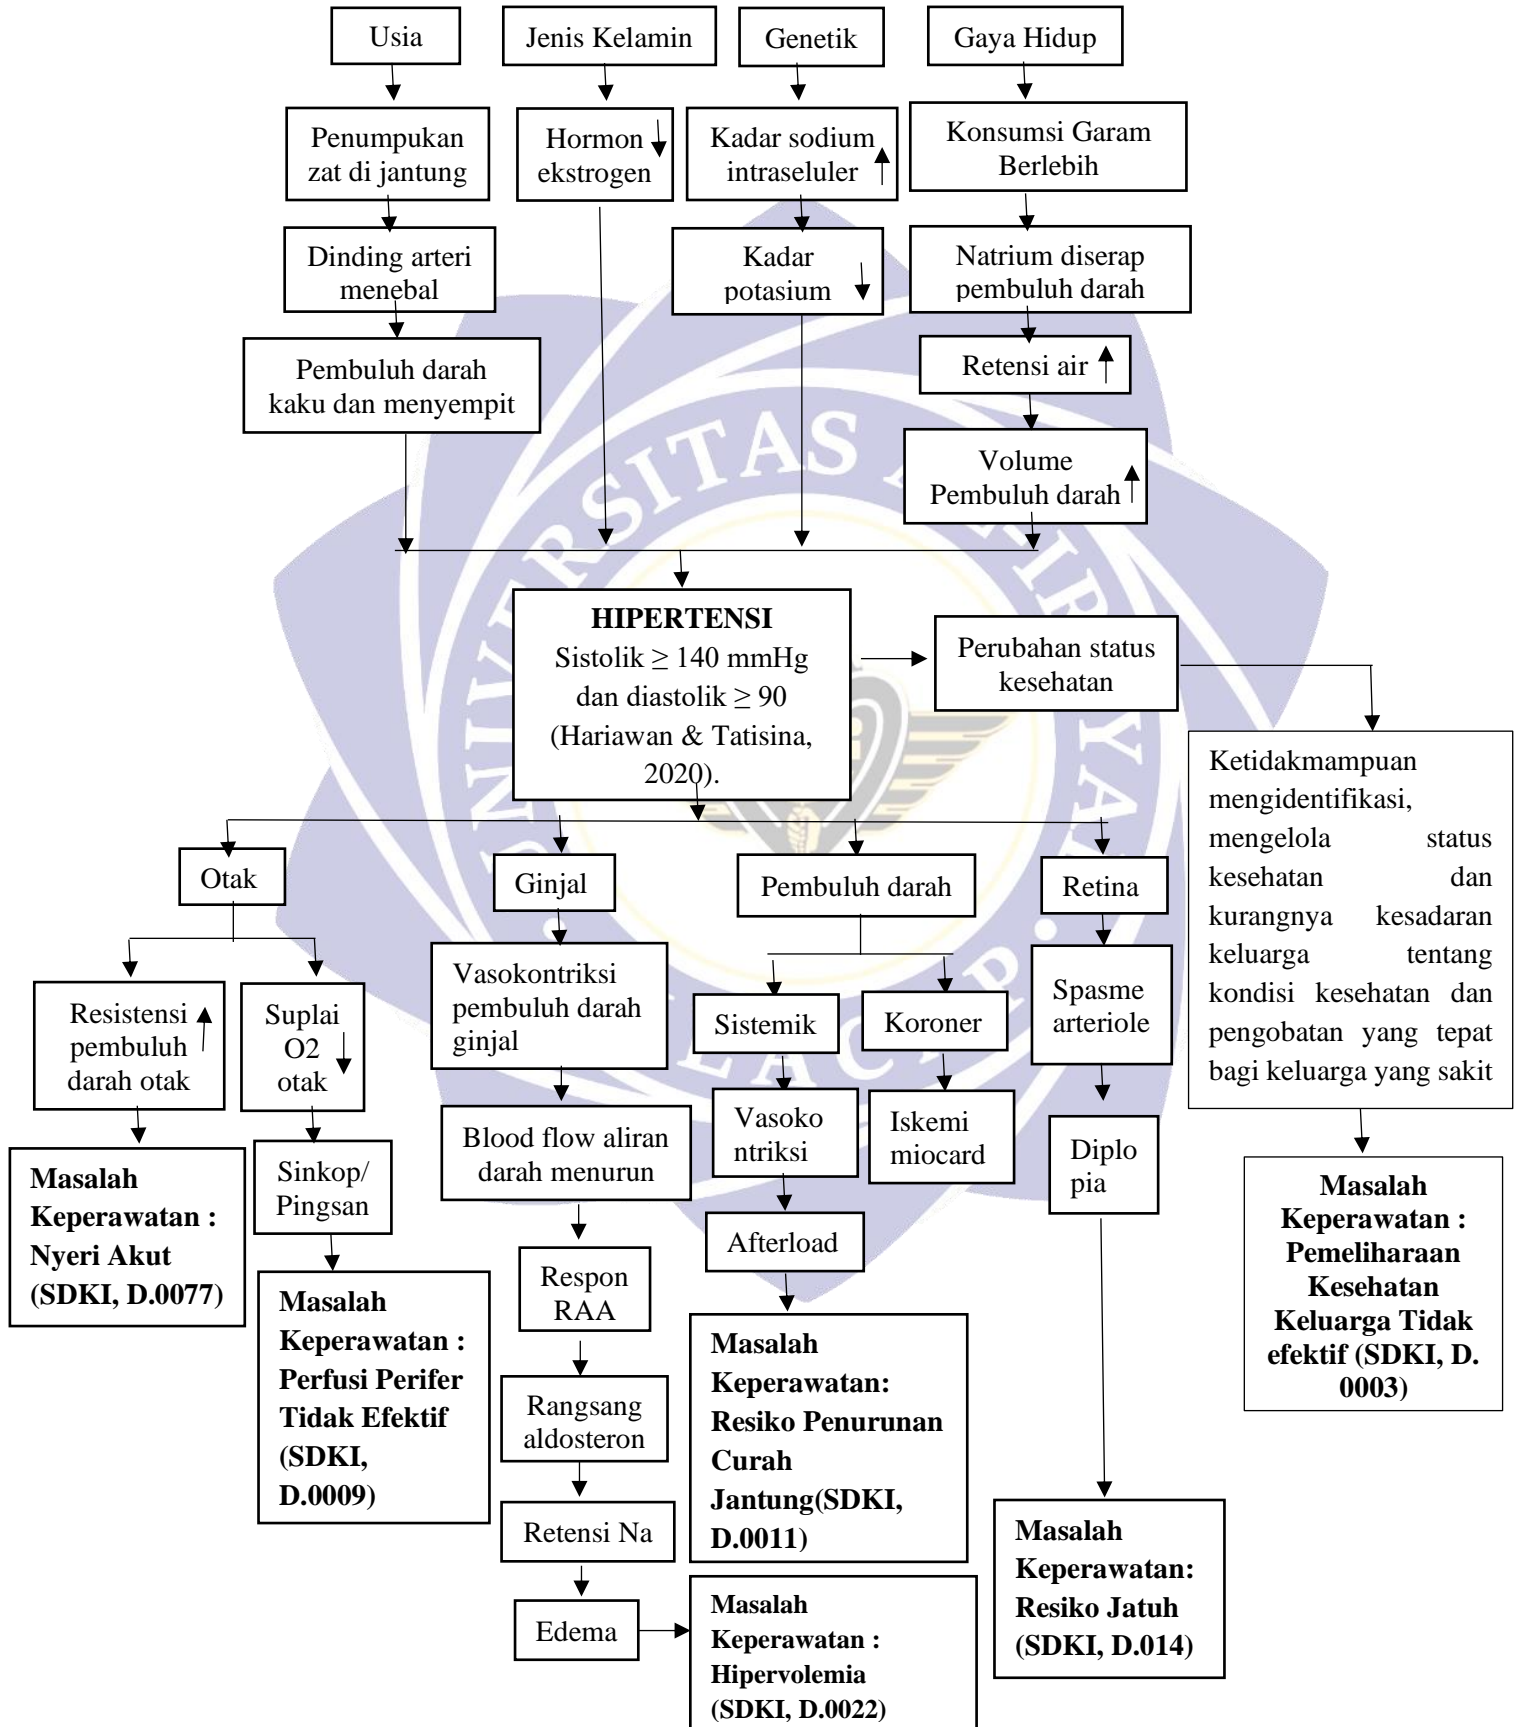 Usia
Jenis Kelamin
Genetik
Gaya Hidup
Penumpukan
zat di jantung
Hormon
ekstrogen
Kadar sodium
intraseluler
Konsumsi Garam
Berlebih
Dinding arteri
menebal
Kadar
potasium
Natrium diserap
pembuluh darah
Pembuluh darah
kaku dan menyempit
Retensi air
Volume
Pembuluh darah
HIPERTENSI
Sistolik ≥ 140 mmHg
dan diastolik ≥ 90
(Hariawan & Tatisina,
2020).
Perubahan status
kesehatan
Ketidakmampuan
mengidentifikasi,
mengelola status
kesehatan dan
kurangnya kesadaran
keluarga tentang
kondisi kesehatan dan
pengobatan yang tepat
bagi keluarga yang sakit
Otak
Ginjal
Pembuluh darah
Retina
Resistensi
pembuluh
darah otak
Suplai
O2
otak
Vasokontriksi
pembuluh darah
ginjal
Sistemik
Koroner
Spasme
arteriole
Blood flow aliran
darah menurun
Vasoko
ntriksi
Iskemi
miocard
Diplo
pia
Masalah
Keperawatan :
Nyeri Akut
(SDKI, D.0077)
Sinkop/
Pingsan
Masalah
Keperawatan :
Pemeliharaan
Kesehatan
Keluarga Tidak
efektif (SDKI, D.
0003)
Afterload
Respon
RAA
Masalah
Keperawatan :
Perfusi Perifer
Tidak Efektif
(SDKI,
D.0009)
Masalah
Keperawatan:
Resiko Penurunan
Curah
Jantung(SDKI,
D.0011)
Rangsang
aldosteron
Retensi Na
Masalah
Keperawatan:
Resiko Jatuh
(SDKI, D.014)
Edema
Masalah
Keperawatan :
Hipervolemia
(SDKI, D.0022)